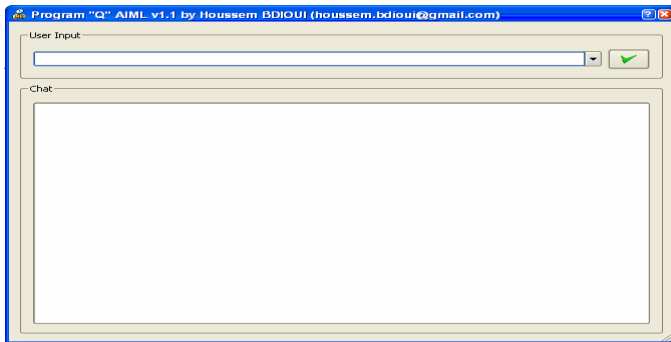 Program "Q" AIML v1.1 by Houssem BDIOUI (houssem.bdioui@gmail.com)
User Input
Chat